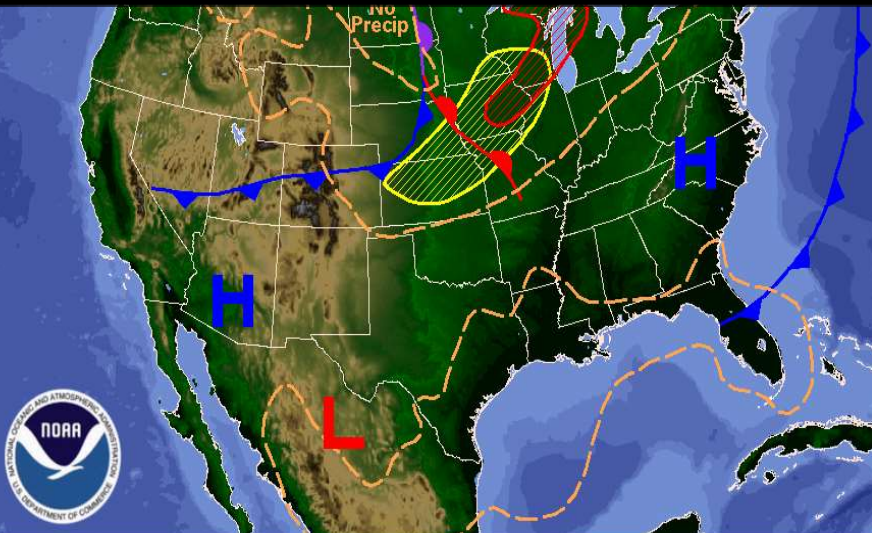 No
Precip
H
H
L
NATIONAL OCEANIC AND ATMOSPHERIC ADMINISTRATION
NOAA
U.S. DEPARTMENT OF COMMERCE